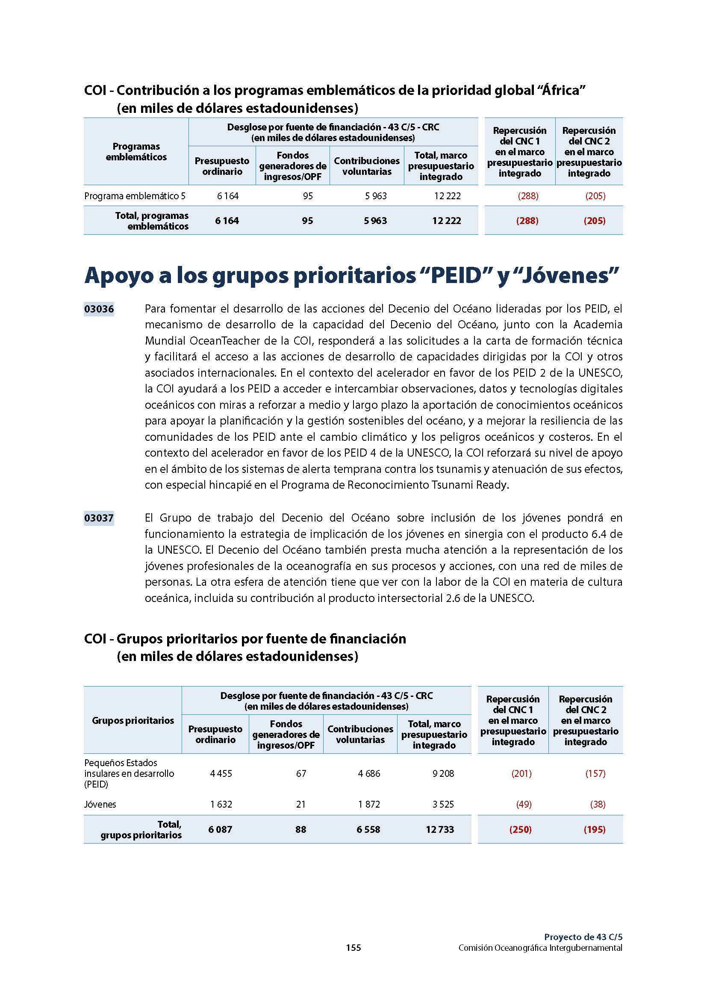 COI - Contribución a los programas emblemáticos de la prioridad global “África”
(en miles de dólares estadounidenses)
Programas
emblemáticos
Desglose por fuente de financiación - 43 C/5 - CRC
(en miles de dólares estadounidenses)
Presupuesto
ordinario
Fondos
generadores de
ingresos/OPF
Contribuciones
voluntarias
Total, marco
presupuestario
integrado
Repercusión
del CNC 1
en el marco
presupuestario
integrado
Repercusión
del CNC 2
en el marco
presupuestario
integrado
Programa emblemático 5 6 164 95 5 963 12 222 (288) (205)
Total, programas
emblemáticos 6 164 95 5 963 12 222 (288) (205)
Apoyo a los grupos prioritarios “PEID” y “Jóvenes”
03036 Para fomentar el desarrollo de las acciones del Decenio del Océano lideradas por los PEID, el
mecanismo de desarrollo de la capacidad del Decenio del Océano, junto con la Academia
Mundial OceanTeacher de la COI, responderá a las solicitudes a la carta de formación técnica
y facilitará el acceso a las acciones de desarrollo de capacidades dirigidas por la COI y otros
asociados internacionales. En el contexto del acelerador en favor de los PEID 2 de la UNESCO,
la COI ayudará a los PEID a acceder e intercambiar observaciones, datos y tecnologías digitales
oceánicos con miras a reforzar a medio y largo plazo la aportación de conocimientos oceánicos
para apoyar la planificación y la gestión sostenibles del océano, y a mejorar la resiliencia de las
comunidades de los PEID ante el cambio climático y los peligros oceánicos y costeros. En el
contexto del acelerador en favor de los PEID 4 de la UNESCO, la COI reforzará su nivel de apoyo
en el ámbito de los sistemas de alerta temprana contra los tsunamis y atenuación de sus efectos,
con especial hincapié en el Programa de Reconocimiento Tsunami Ready.
03037 El Grupo de trabajo del Decenio del Océano sobre inclusión de los jóvenes pondrá en
funcionamiento la estrategia de implicación de los jóvenes en sinergia con el producto 6.4 de
la UNESCO. El Decenio del Océano también presta mucha atención a la representación de los
jóvenes profesionales de la oceanografía en sus procesos y acciones, con una red de miles de
personas. La otra esfera de atención tiene que ver con la labor de la COI en materia de cultura
oceánica, incluida su contribución al producto intersectorial 2.6 de la UNESCO.
COI - Grupos prioritarios por fuente de financiación
(en miles de dólares estadounidenses)
Grupos prioritarios
Desglose por fuente de financiación - 43 C/5 - CRC
(en miles de dólares estadounidenses)
Presupuesto
ordinario
Fondos
generadores de
ingresos/OPF
Contribuciones
voluntarias
Total, marco
presupuestario
integrado
Repercusión
del CNC 1
en el marco
presupuestario
integrado
Repercusión
del CNC 2
en el marco
presupuestario
integrado
Pequeños Estados
insulares en desarrollo 4 455 67 4 686 9 208 (201) (157)
(PEID)
Jóvenes 1 632 21 1 872 3 525 (49) (38)
Total,
grupos prioritarios 6 087 88 6 558 12 733 (250) (195)
Proyecto de 43 C/5
155 Comisión Oceanográfica Intergubernamental